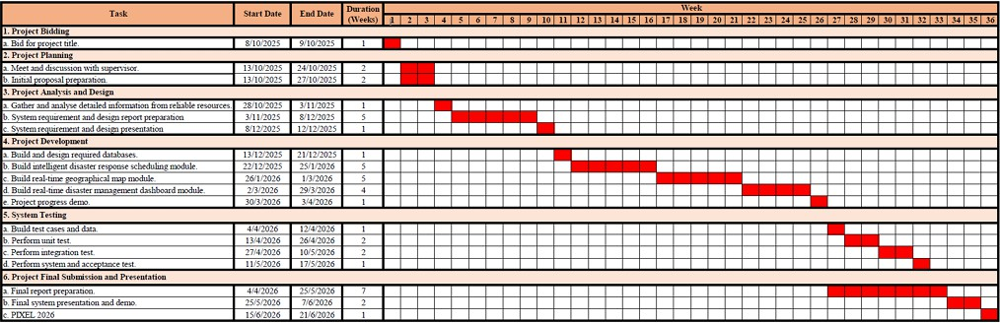 Task Start Date End Date Duration (Weeks) Week
1 2 3 4 5 6 7 8 9 10 11 12 13 14 15 16 17 18 19 20 21 22 23 24 25 26 27 28 29 30 31 32 33 34 35 36
1. Project Bidding
a. Bid for project title. 8/10/2025 9/10/2025 1
2. Project Planning
a. Meet and discussion with supervisor. 13/10/2025 24/10/2025 2
b. Initial proposal preparation. 13/10/2025 27/10/2025 2
3. Project Analysis and Design
a. Gather and analyse detailed information from reliable resources. 28/10/2025 3/11/2025 1
b. System requirement and design report preparation 3/11/2025 8/12/2025 5
c. System requirement and design presentation 8/12/2025 12/12/2025 1
4. Project Development
a. Build and design required databases. 13/12/2025 21/12/2025 1
b. Build intelligent disaster response scheduling module. 22/12/2025 25/1/2026 5
c. Build real-time geographical map module. 26/1/2026 1/3/2026 5
d. Build real-time disaster management dashboard module. 2/3/2026 29/3/2026 4
e. Project progress demo. 30/3/2026 3/4/2026 1
5. System Testing
a. Build test cases and data. 4/4/2026 12/4/2026 1
b. Perform unit test. 13/4/2026 26/4/2026 2
c. Perform integration test. 27/4/2026 10/5/2026 2
d. Perform system and acceptance test. 11/5/2026 17/5/2026 1
6. Project Final Submission and Presentation
a. Final report preparation. 4/4/2026 25/5/2026 7
b. Final system presentation and demo. 25/5/2026 7/6/2026 2
c. PIXEL 2026 15/6/2026 21/6/2026 1